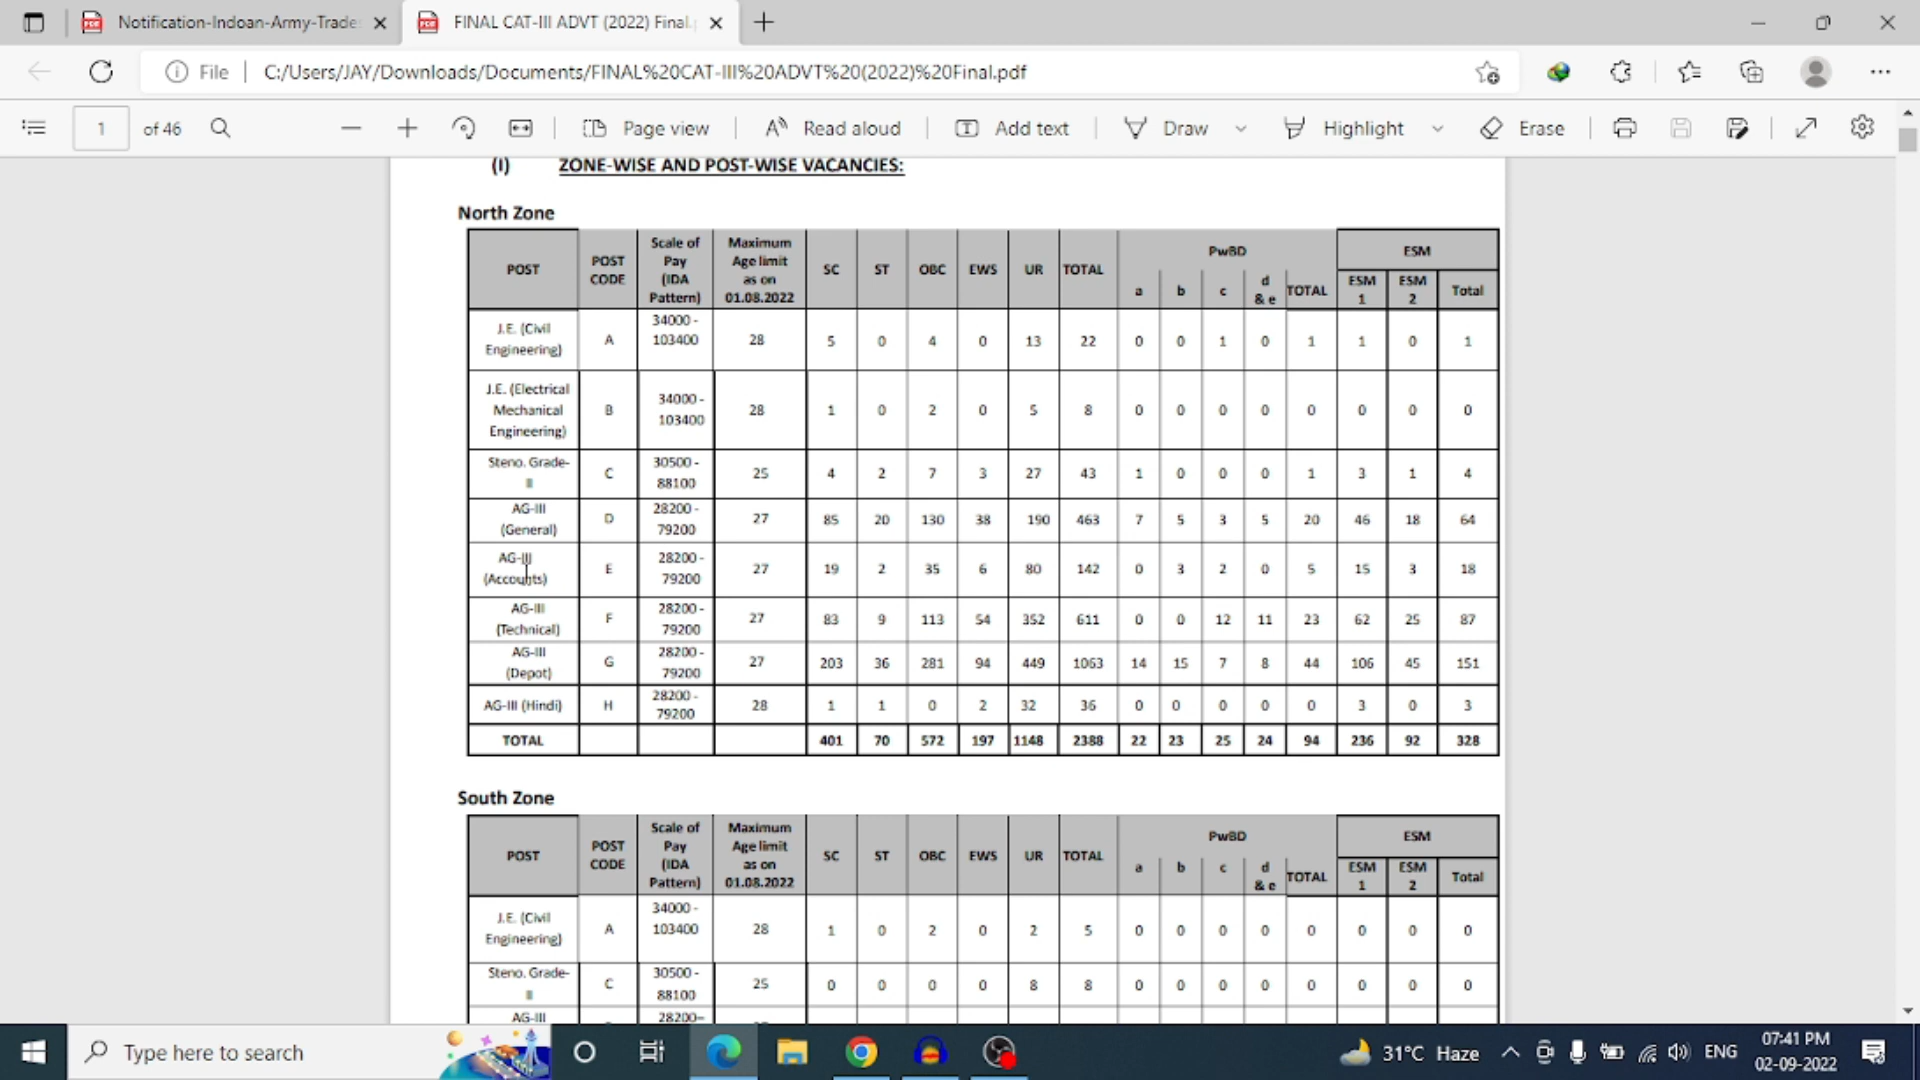 Notification-Indoan-Army-Trade
FINAL CAT-III ADVT (2022) Final.p
File
C:/Users/JAY/Downloads/Documents/FINAL%20CAT-III%20ADVT%20(2022)%20Final.pdf
1 of 46
Page view
Read aloud
Add text
Draw
Highlight
Erase
(I) ZONE-WISE AND POST-WISE VACANCIES:
North Zone
POST POST CODE Scale of Pay (IDA Pattern) Maximum Age limit as on 01.08.2022 SC ST OBC EWS UR TOTAL PwBD a b c d & e TOTAL ESM ESM 1 ESM 2 Total
J.E. (Civil Engineering) A 34000 - 103400 28 5 0 4 0 13 22 0 0 1 0 1 1 0 1
J.E. (Electrical Mechanical Engineering) B 34000 - 103400 28 1 0 2 0 5 8 0 0 0 0 0 0 0 0
Steno. Grade-II C 30500 - 88100 25 4 2 7 3 27 43 1 0 0 0 1 3 1 4
AG-III (General) D 28200 - 79200 27 85 20 130 38 190 463 7 5 3 5 20 46 18 64
AG-III (Accounts) E 28200 - 79200 27 19 2 35 6 80 142 0 3 2 0 5 15 3 18
AG-III (Technical) F 28200 - 79200 27 83 9 113 54 352 611 0 0 12 11 23 62 25 87
AG-III (Depot) G 28200 - 79200 27 203 36 281 94 449 1063 14 15 7 8 44 106 45 151
AG-III (Hindi) H 28200 - 79200 28 1 1 0 2 32 36 0 0 0 0 0 3 0 3
TOTAL 401 70 572 197 1148 2388 22 23 25 24 94 236 92 328
South Zone
POST POST CODE Scale of Pay (IDA Pattern) Maximum Age limit as on 01.08.2022 SC ST OBC EWS UR TOTAL PwBD a b c d & e TOTAL ESM ESM 1 ESM 2 Total
J.E. (Civil Engineering) A 34000 - 103400 28 1 0 2 0 2 5 0 0 0 0 0 0 0 0
Steno. Grade-II C 30500 - 88100 25 0 0 0 0 8 8 0 0 0 0 0 0 0 0
AG-III 28200–
Type here to search
31°C Haze
ENG
07:41 PM
02-09-2022